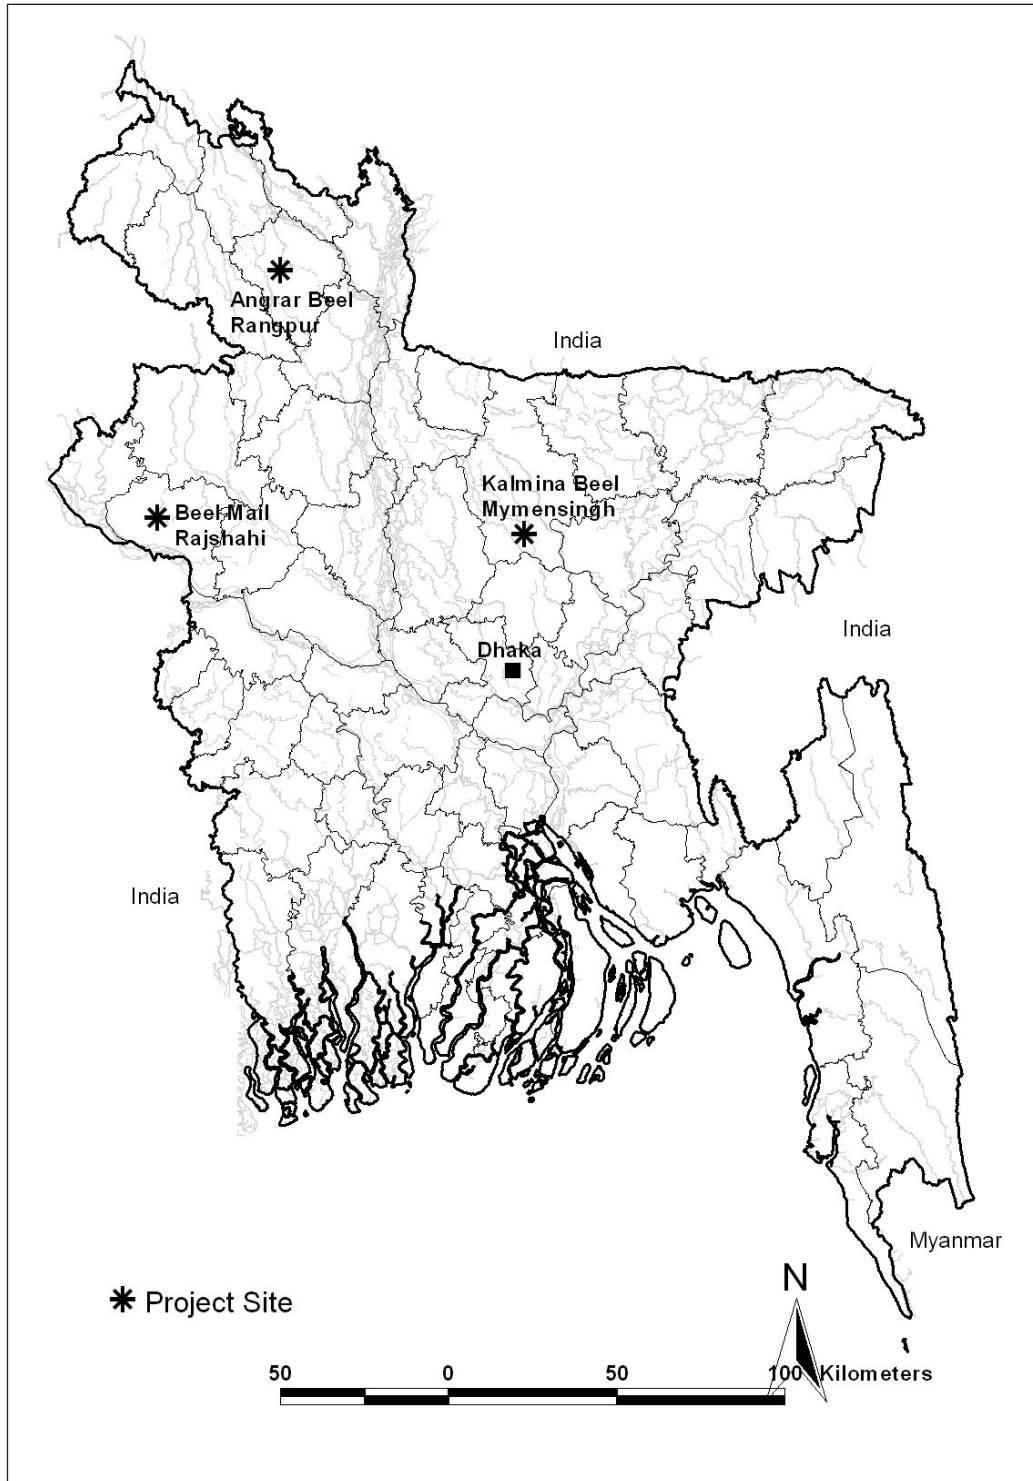 Angrar Beel
Rangpur
India
Kalmina Beel
Mymensingh
Beel Mail
Rajshahi
India
Dhaka
India
Myanmar
N
Project Site
50 0 50 100 Kilometers